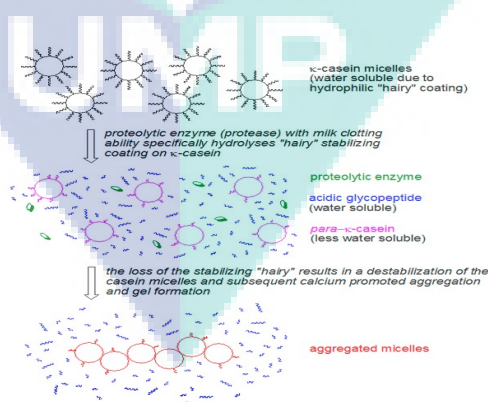 UMP
κ-casein micelles
(water soluble due to
hydrophilic "hairy" coating)
proteolytic enzyme (protease) with milk clotting
ability specifically hydrolyses "hairy" stabilizing
coating on κ-casein
proteolytic enzyme
acidic glycopeptide
(water soluble)
para-κ-casein
(less water soluble)
the loss of the stabilizing "hairy" results in a destabilization of the
casein micelles and subsequent calcium promoted aggregation
and gel formation
aggregated micelles